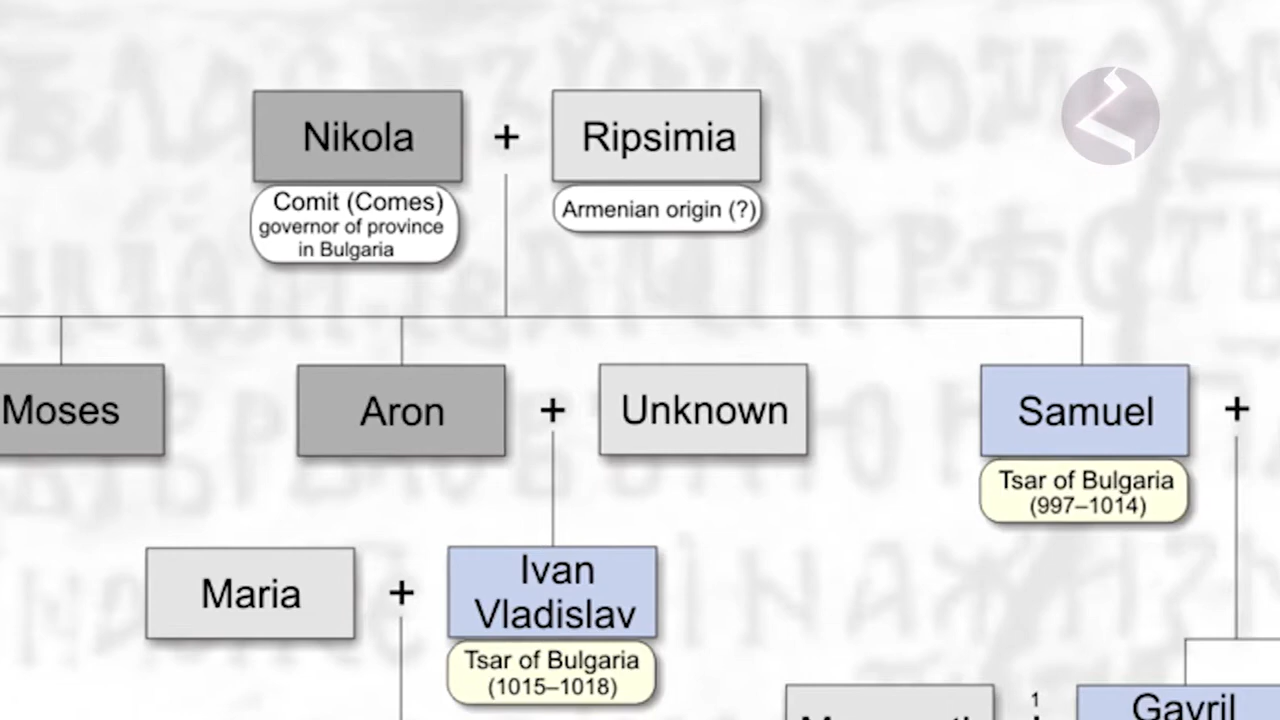 Nikola
+
Ripsimia
Comit (Comes)
governor of province
in Bulgaria
Armenian origin (?)
Moses
Aron
+
Unknown
Samuel
+
Tsar of Bulgaria
(997–1014)
Maria
+
Ivan
Vladislav
Tsar of Bulgaria
(1015–1018)
1
Gavril